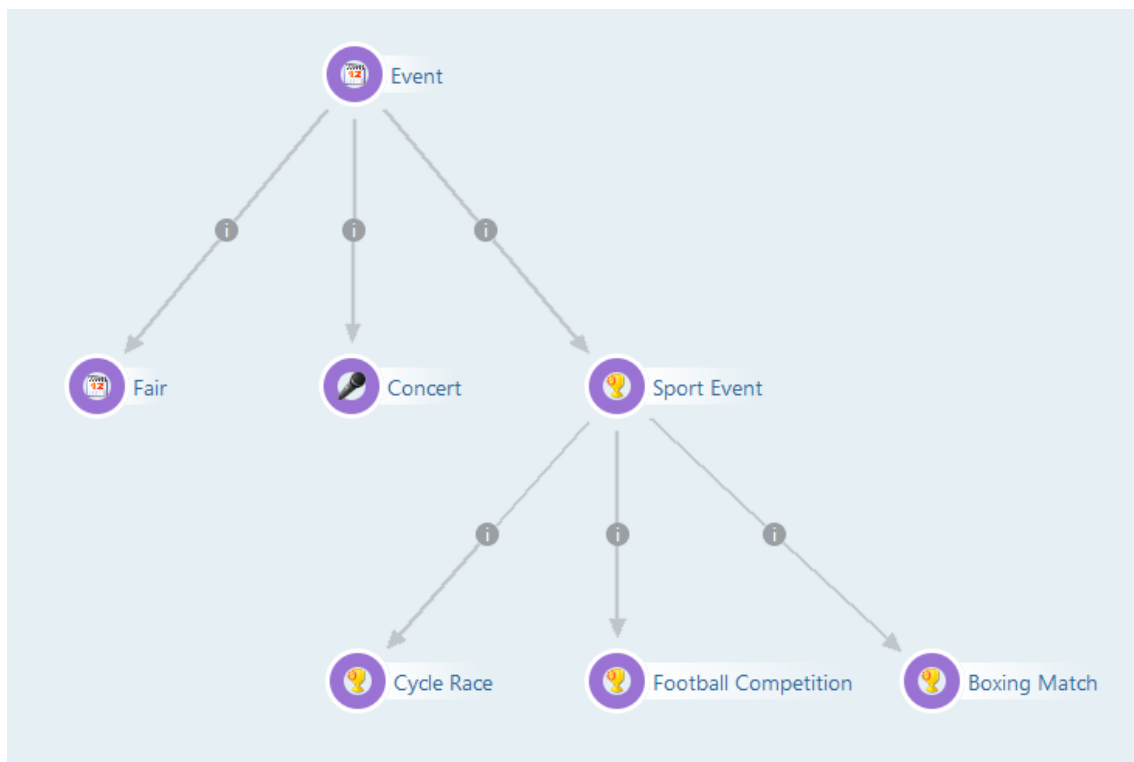 Event
Fair
Concert
Sport Event
Cycle Race
Football Competition
Boxing Match